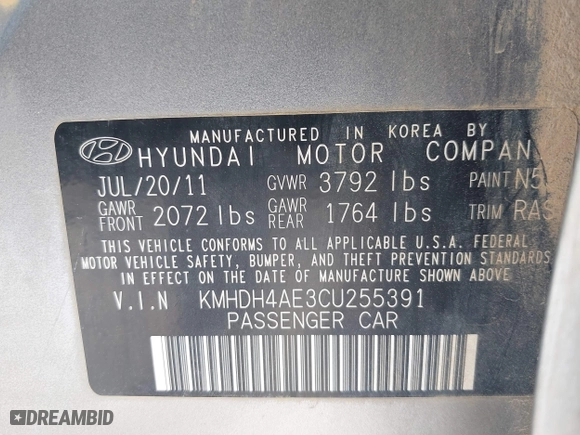 MANUFACTURED IN KOREA BY
HYUNDAI MOTOR COMPAN
JUL/20/11 GVWR 3792 lbs PAINT N5
GAWR FRONT 2072 lbs GAWR REAR 1764 lbs TRIM RAS
THIS VEHICLE CONFORMS TO ALL APPLICABLE U.S.A. FEDERAL
MOTOR VEHICLE SAFETY, BUMPER, AND THEFT PREVENTION STANDARDS
IN EFFECT ON THE DATE OF MANUFACTURE SHOWN ABOVE.
V.I.N KMHDH4AE3CU255391
PASSENGER CAR
DREAMBID